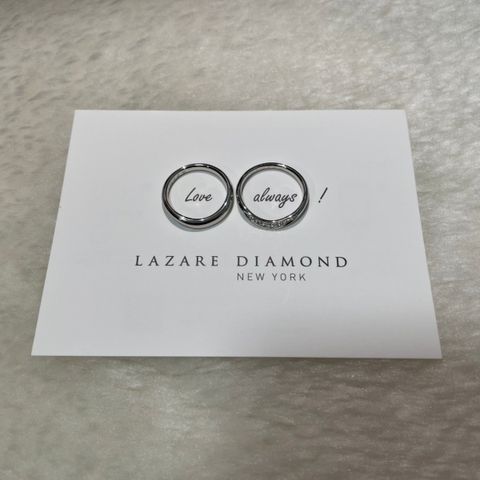 Love always !
LAZARE DIAMOND
NEW YORK